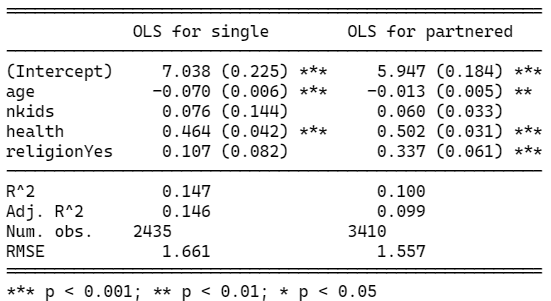 OLS for single OLS for partnered
(Intercept) 7.038 (0.225) *** 5.947 (0.184) ***
age −0.070 (0.006) *** −0.013 (0.005) **
nkids 0.076 (0.144) 0.060 (0.033)
health 0.464 (0.042) *** 0.502 (0.031) ***
religionYes 0.107 (0.082) 0.337 (0.061) ***
R^2 0.147 0.100
Adj. R^2 0.146 0.099
Num. obs. 2435 3410
RMSE 1.661 1.557
*** p < 0.001; ** p < 0.01; * p < 0.05